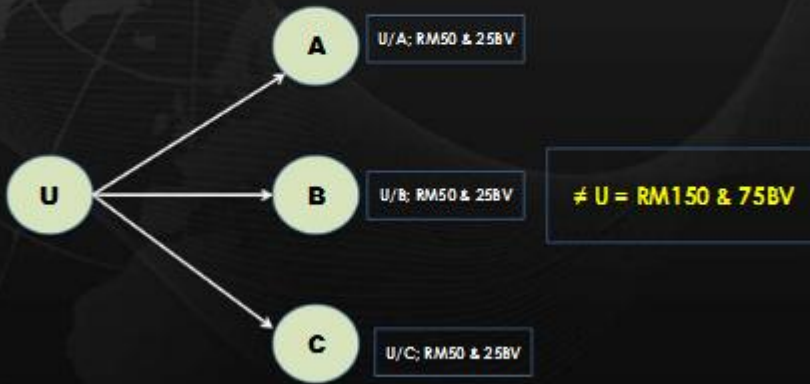 A
U/A; RM50 & 25BV
U
B
U/B; RM50 & 25BV
≠ U = RM150 & 75BV
C
U/C; RM50 & 25BV